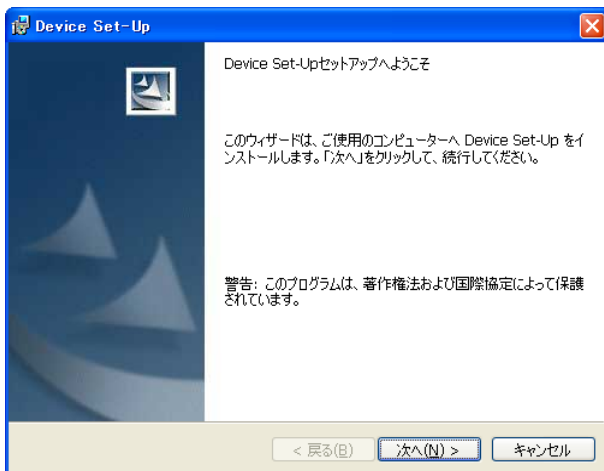 Device Set-Up
Device Set-Upセットアップへようこそ
このウィザードは、ご使用のコンピューターへ Device Set-Up をイ
ンストールします。「次へ」をクリックして、続行してください。
警告: このプログラムは、著作権法および国際協定によって保護
されています。
< 戻る(B) 次へ(N) > キャンセル